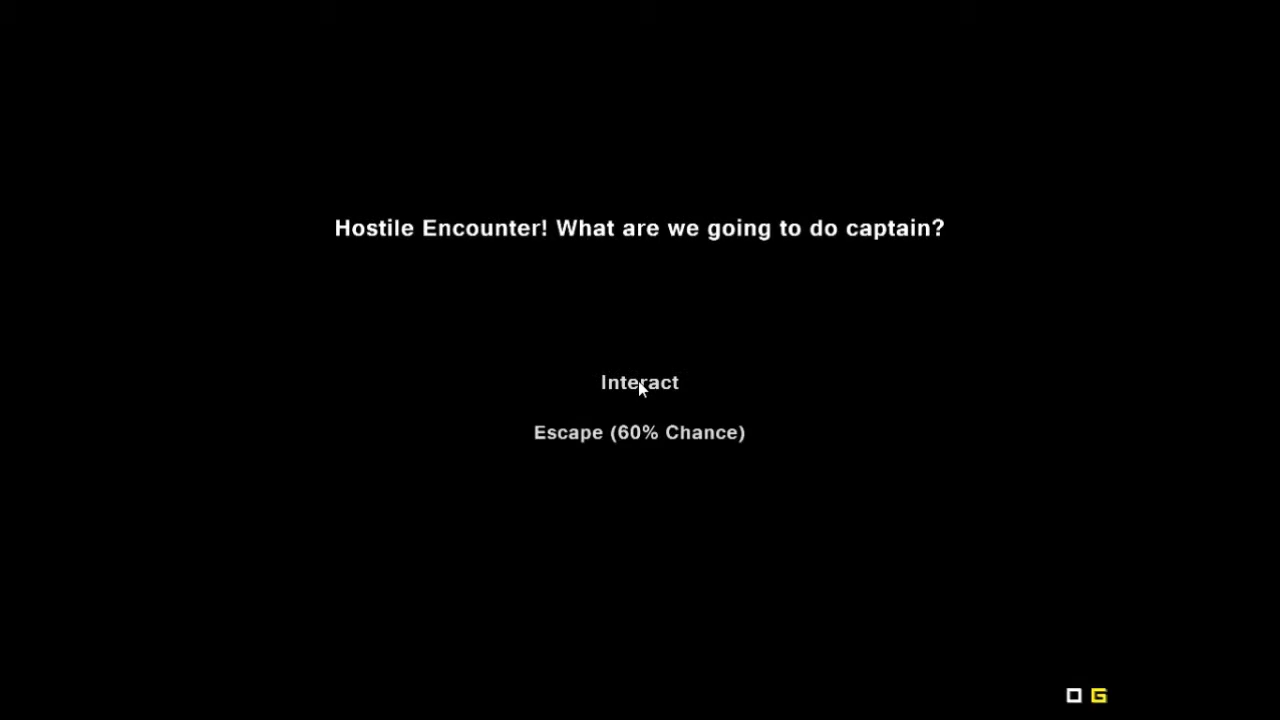 Hostile Encounter! What are we going to do captain?
Interact
Escape (60% Chance)
O G